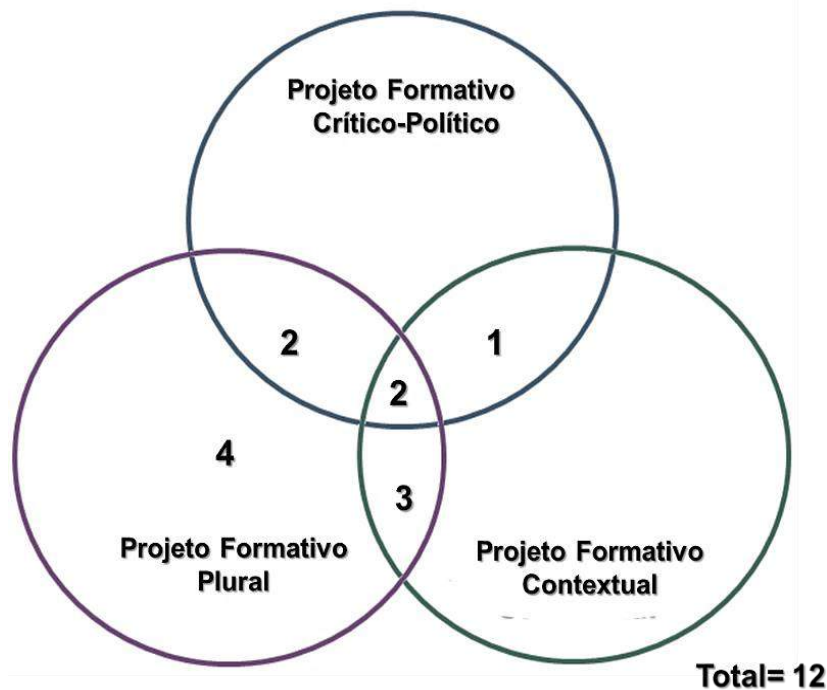 Projeto Formativo
Crítico-Político
2
1
2
4
3
Projeto Formativo
Plural
Projeto Formativo
Contextual
Total= 12